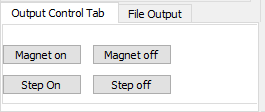 Output Control Tab File Output
Magnet on Magnet off
Step On Step off